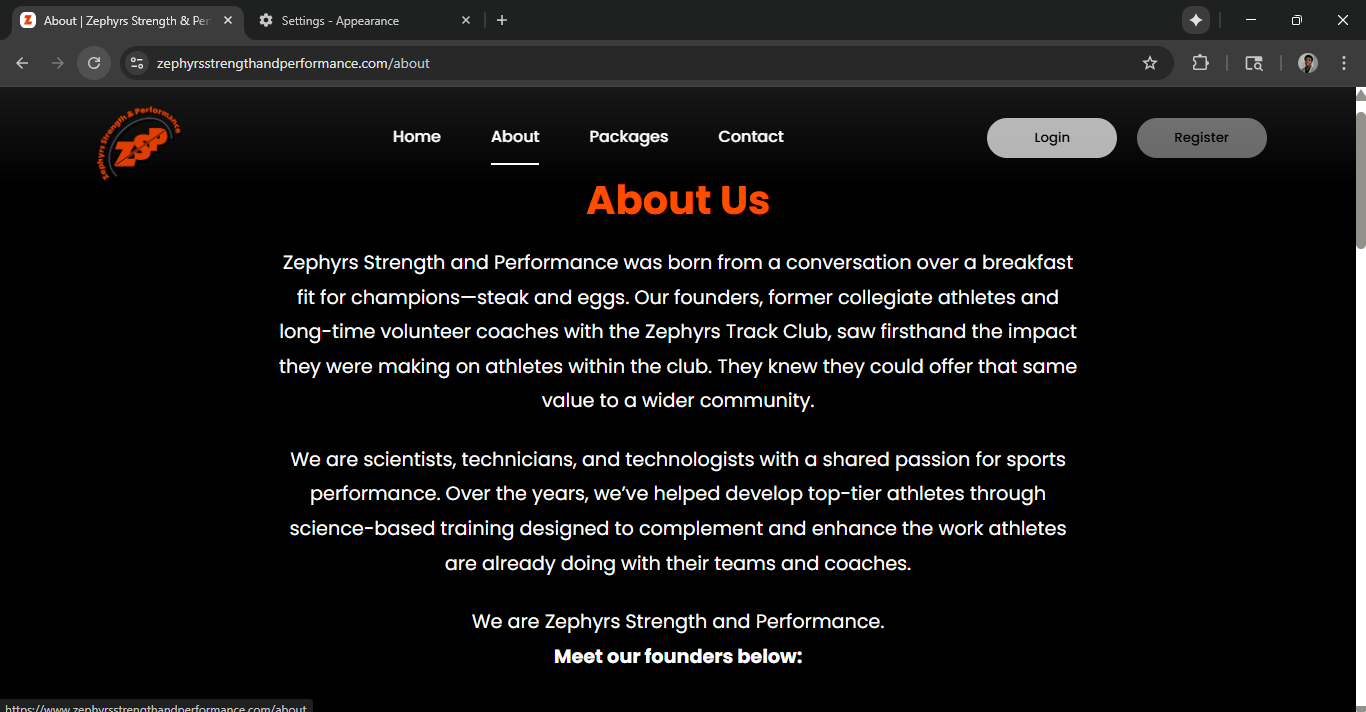 About | Zephyrs Strength & Per
Settings - Appearance
zephyrsstrengthandperformance.com/about
Zephyrs Strength & Performance
ZSP
Home
About
Packages
Contact
Login
Register
About Us
Zephyrs Strength and Performance was born from a conversation over a breakfast
fit for champions—steak and eggs. Our founders, former collegiate athletes and
long-time volunteer coaches with the Zephyrs Track Club, saw firsthand the impact
they were making on athletes within the club. They knew they could offer that same
value to a wider community.
We are scientists, technicians, and technologists with a shared passion for sports
performance. Over the years, we’ve helped develop top-tier athletes through
science-based training designed to complement and enhance the work athletes
are already doing with their teams and coaches.
We are Zephyrs Strength and Performance.
Meet our founders below:
https://www.zephyrsstrengthandperformance.com/about